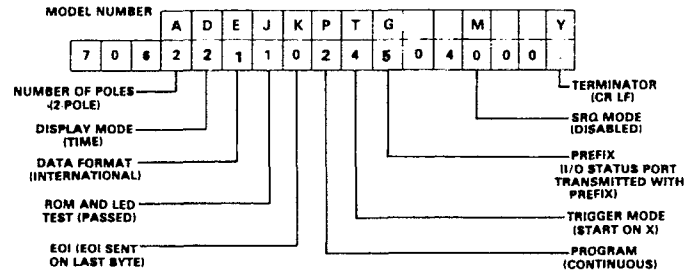 MODEL NUMBER
A D E J K P T G M Y
7 0 6 2 2 1 1 0 2 4 5 0 4 0 0 0
NUMBER OF POLES
(2-POLE)
DISPLAY MODE
(TIME)
DATA FORMAT
(INTERNATIONAL)
ROM AND LED
TEST (PASSED)
EOI (EOI SENT
ON LAST BYTE)
TERMINATOR
(CR LF)
SRQ MODE
(DISABLED)
PREFIX
(I/O STATUS PORT
TRANSMITTED WITH
PREFIX)
TRIGGER MODE
(START ON X)
PROGRAM
(CONTINUOUS)